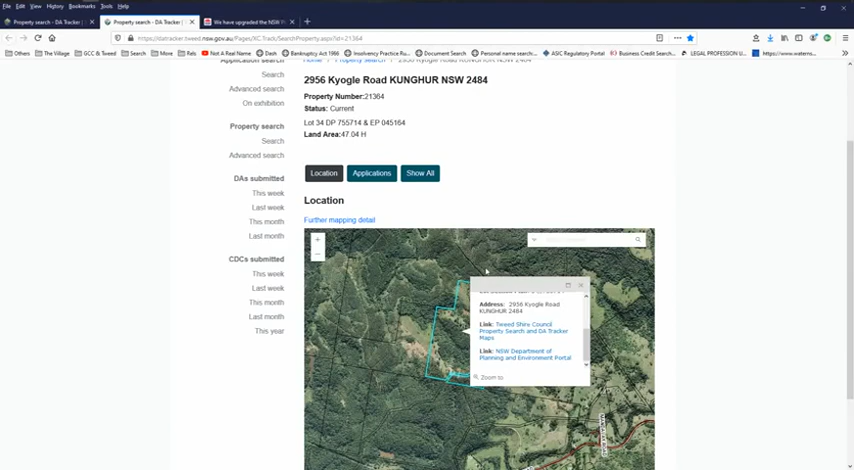 File Edit View History Bookmarks Tools Help
Property search - DA Tracker |
Property search - DA Tracker |
We have upgraded the NSW
https://datracker.tweed.nsw.gov.au/Pages/XC.Track/SearchProperty.aspx?id=21364
Others The Village GCC & Tweed Search More Rels Not A Real Name Dash Bankruptcy Act 1966 Insolvency Practice Ru... Document Search Personal name search... ASIC Regulatory Portal Business Credit Search... LEGAL PROFESSION U... https://www.waterns...
Application search
Search
Advanced search
On exhibition
Property search
Search
Advanced search
DAs submitted
This week
Last week
This month
Last month
CDCs submitted
This week
Last week
This month
Last month
This year
Home Property Search 2956 Kyogle Road KUNGHUR NSW 2484
2956 Kyogle Road KUNGHUR NSW 2484
Property Number:21364
Status: Current
Lot 34 DP 755714 & EP 045164
Land Area:47.04 H
Location Applications Show All
Location
Further mapping detail
Address: 2956 Kyogle Road
KUNGHUR 2484
Link: Tweed Shire Council
Property Search and DA Tracker
Maps
Link: NSW Department of
Planning and Environment Portal
Zoom to